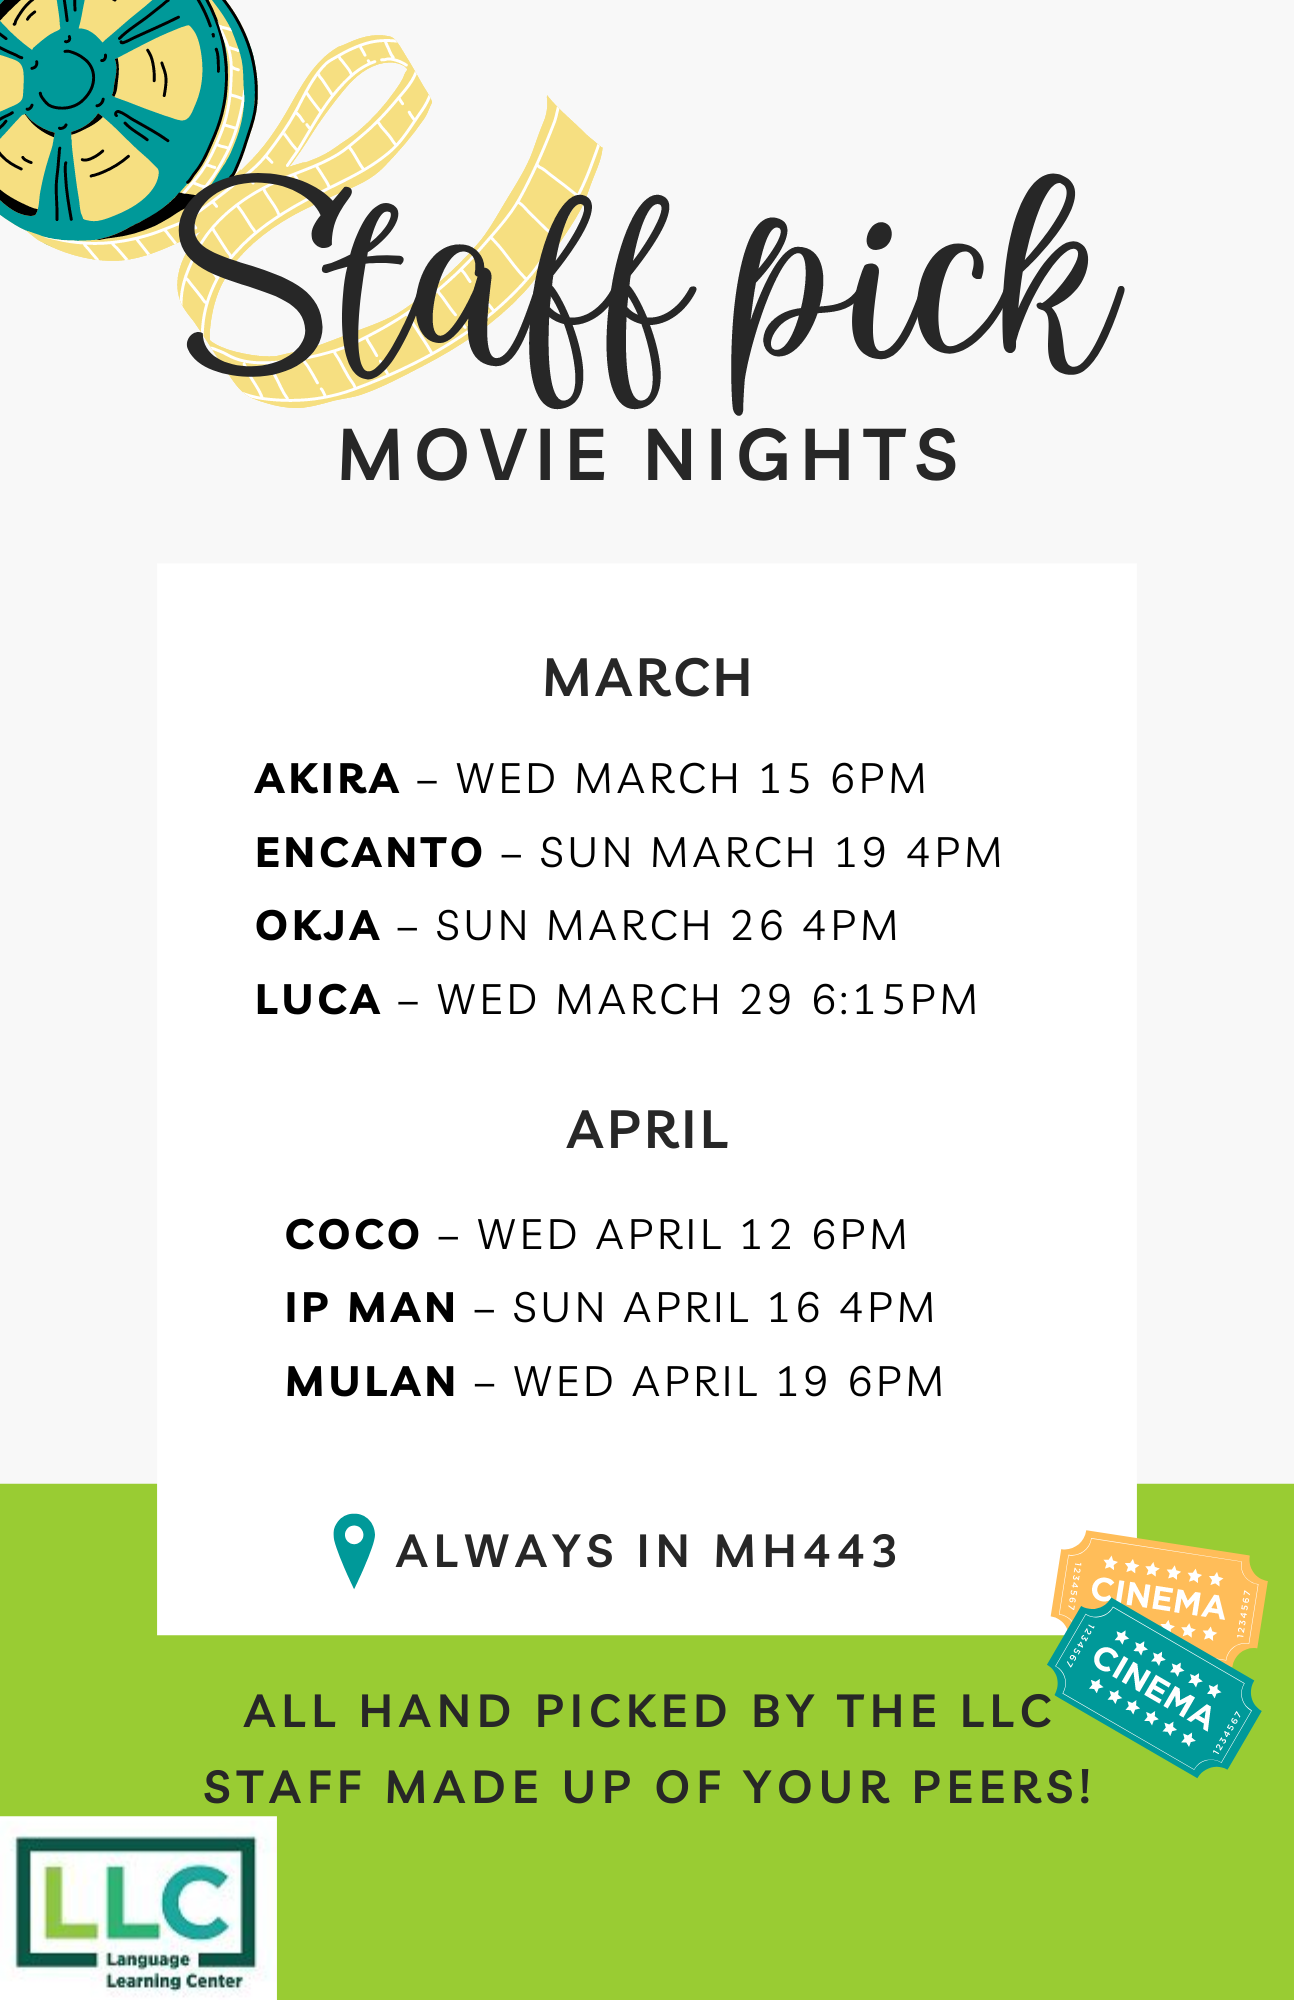 Staff pick
MOVIE NIGHTS
MARCH
AKIRA – WED MARCH 15 6PM
ENCANTO – SUN MARCH 19 4PM
OKJA – SUN MARCH 26 4PM
LUCA – WED MARCH 29 6:15PM
APRIL
COCO – WED APRIL 12 6PM
IP MAN – SUN APRIL 16 4PM
MULAN – WED APRIL 19 6PM
ALWAYS IN MH443
1234567
CINEMA
1234567
1234567
CINEMA
1234567
ALL HAND PICKED BY THE LLC
STAFF MADE UP OF YOUR PEERS!
LLC
Language
Learning Center